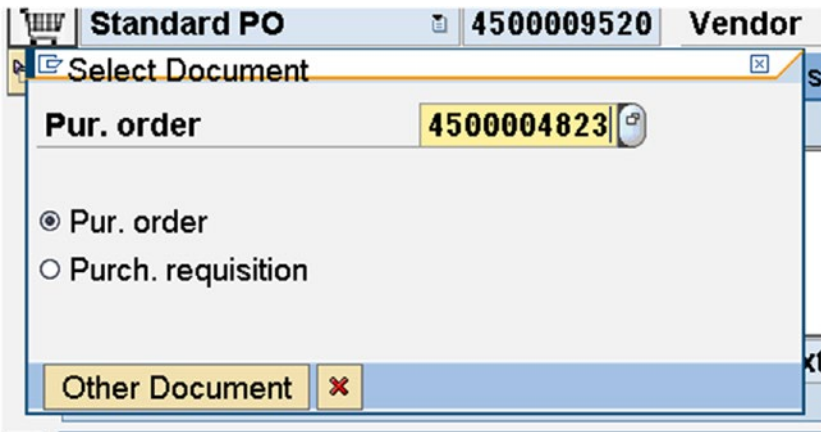 Standard PO 4500009520 Vendor
Select Document
Pur. order 4500004823
Pur. order
Purch. requisition
Other Document